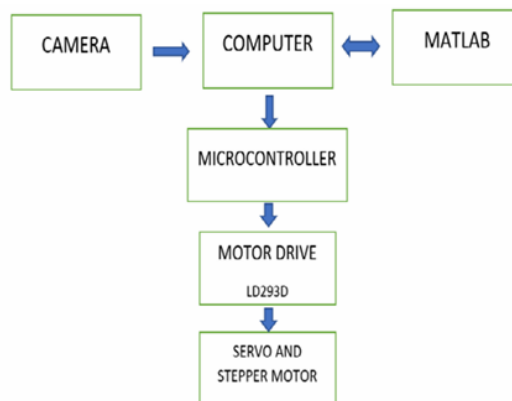 CAMERA
COMPUTER
MATLAB
MICROCONTROLLER
MOTOR DRIVE
LD293D
SERVO AND
STEPPER MOTOR